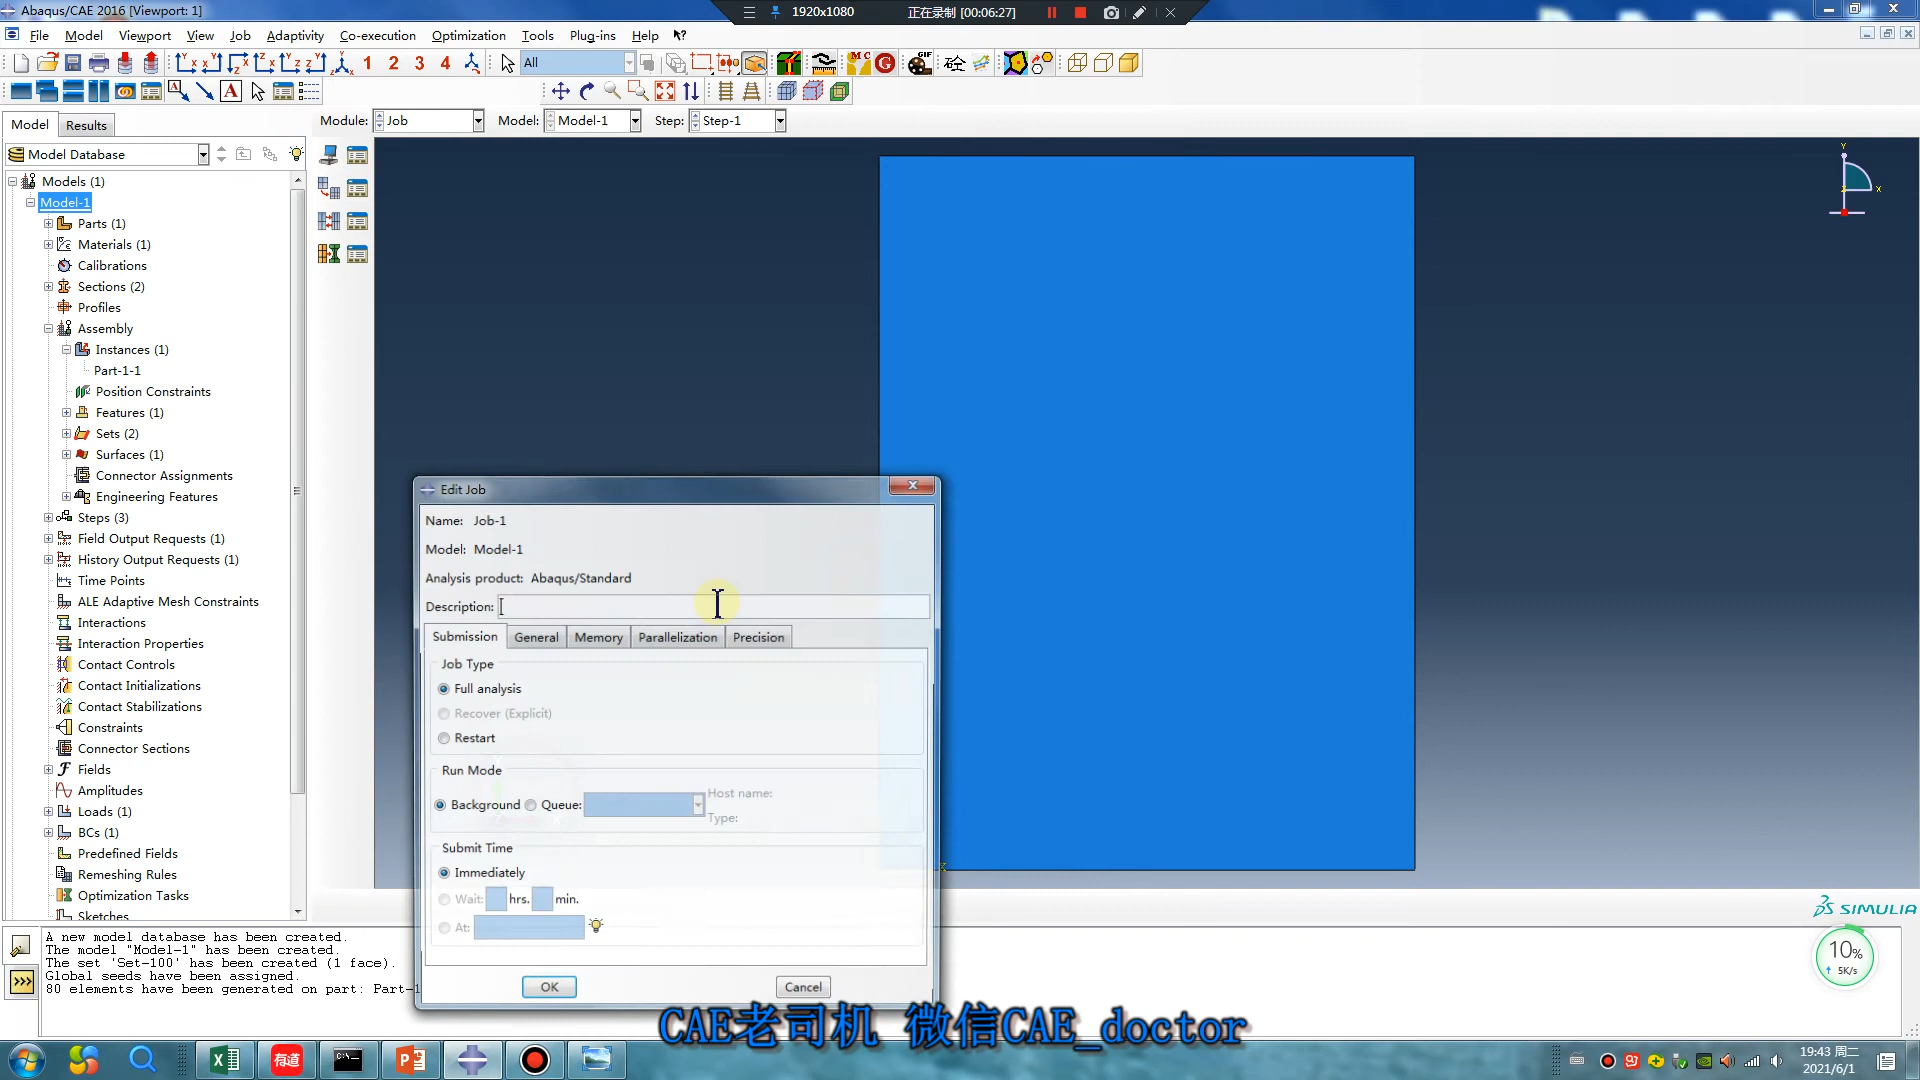 Abaqus/CAE 2016 [Viewport: 1]
1920x1080
正在录制 [00:06:27]
File Model Viewport View Job Adaptivity Co-execution Optimization Tools Plug-ins Help
1 2 3 4
All
Module: Job Model: Model-1 Step: Step-1
Model Results
Model Database
Models (1)
Model-1
Parts (1)
Materials (1)
Calibrations
Sections (2)
Profiles
Assembly
Instances (1)
Part-1-1
Position Constraints
Features (1)
Sets (2)
Surfaces (1)
Connector Assignments
Engineering Features
Steps (3)
Field Output Requests (1)
History Output Requests (1)
Time Points
ALE Adaptive Mesh Constraints
Interactions
Interaction Properties
Contact Controls
Contact Initializations
Contact Stabilizations
Constraints
Connector Sections
Fields
Amplitudes
Loads (1)
BCs (1)
Predefined Fields
Remeshing Rules
Optimization Tasks
Sketches
Y
X
Edit Job
Name: Job-1
Model: Model-1
Analysis product: Abaqus/Standard
Description:
Submission General Memory Parallelization Precision
Job Type
Full analysis
Recover (Explicit)
Restart
Run Mode
Background Queue: Host name:
Type:
Submit Time
Immediately
Wait: hrs. min.
At:
OK Cancel
SIMULIA
A new model database has been created.
The model "Model-1" has been created.
The set 'Set-100' has been created (1 face).
Global seeds have been assigned.
80 elements have been generated on part: Part-1
10%
5K/s
CAE老司机 微信CAE_doctor
有道
19:43 周二
2021/6/1